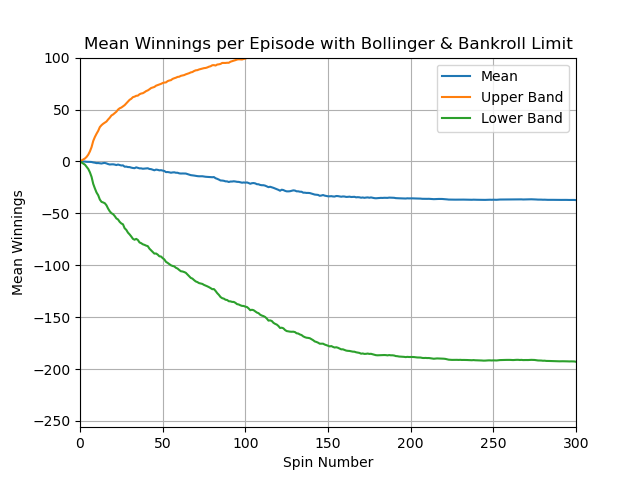 Mean Winnings per Episode with Bollinger & Bankroll Limit
100
50
0
−50
−100
−150
−200
−250
Mean Winnings
Mean
Upper Band
Lower Band
0 50 100 150 200 250 300
Spin Number